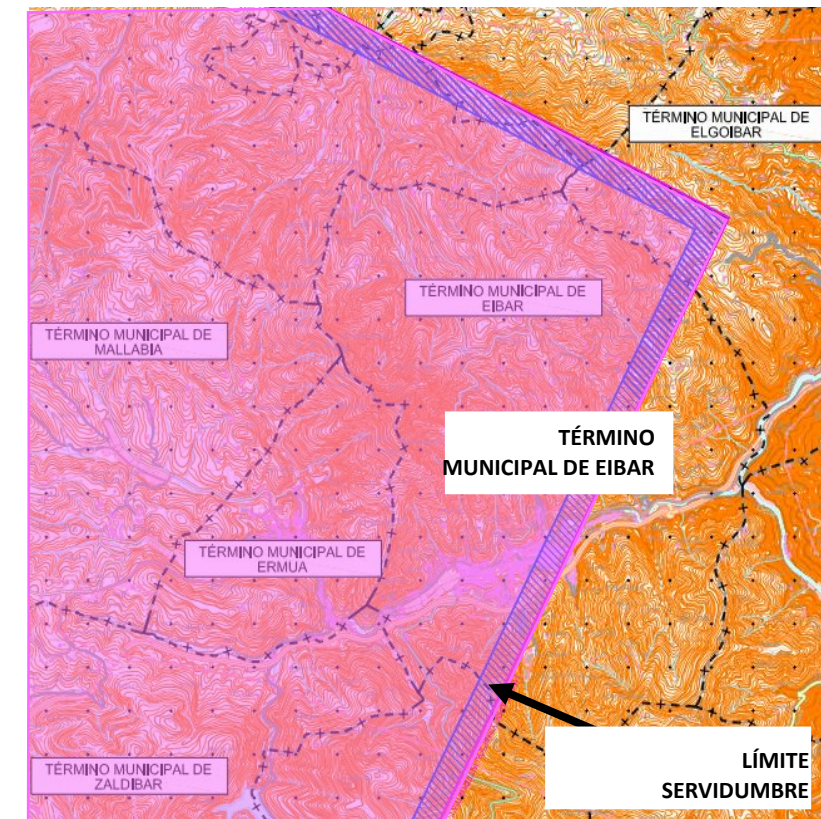 TÉRMINO MUNICIPAL DE
ELGOIBAR
TÉRMINO MUNICIPAL DE
EIBAR
TÉRMINO MUNICIPAL DE
MALLABIA
TÉRMINO
MUNICIPAL DE EIBAR
TÉRMINO MUNICIPAL DE
ERMUA
LÍMITE
SERVIDUMBRE
TÉRMINO MUNICIPAL DE
ZALDIBAR